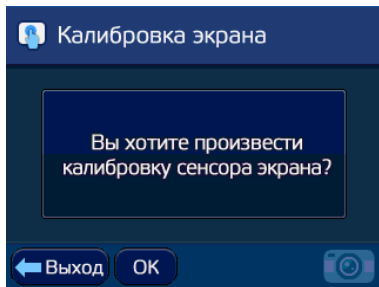 Калибровка экрана
Вы хотите произвести
калибровку сенсора экрана?
Выход
OK